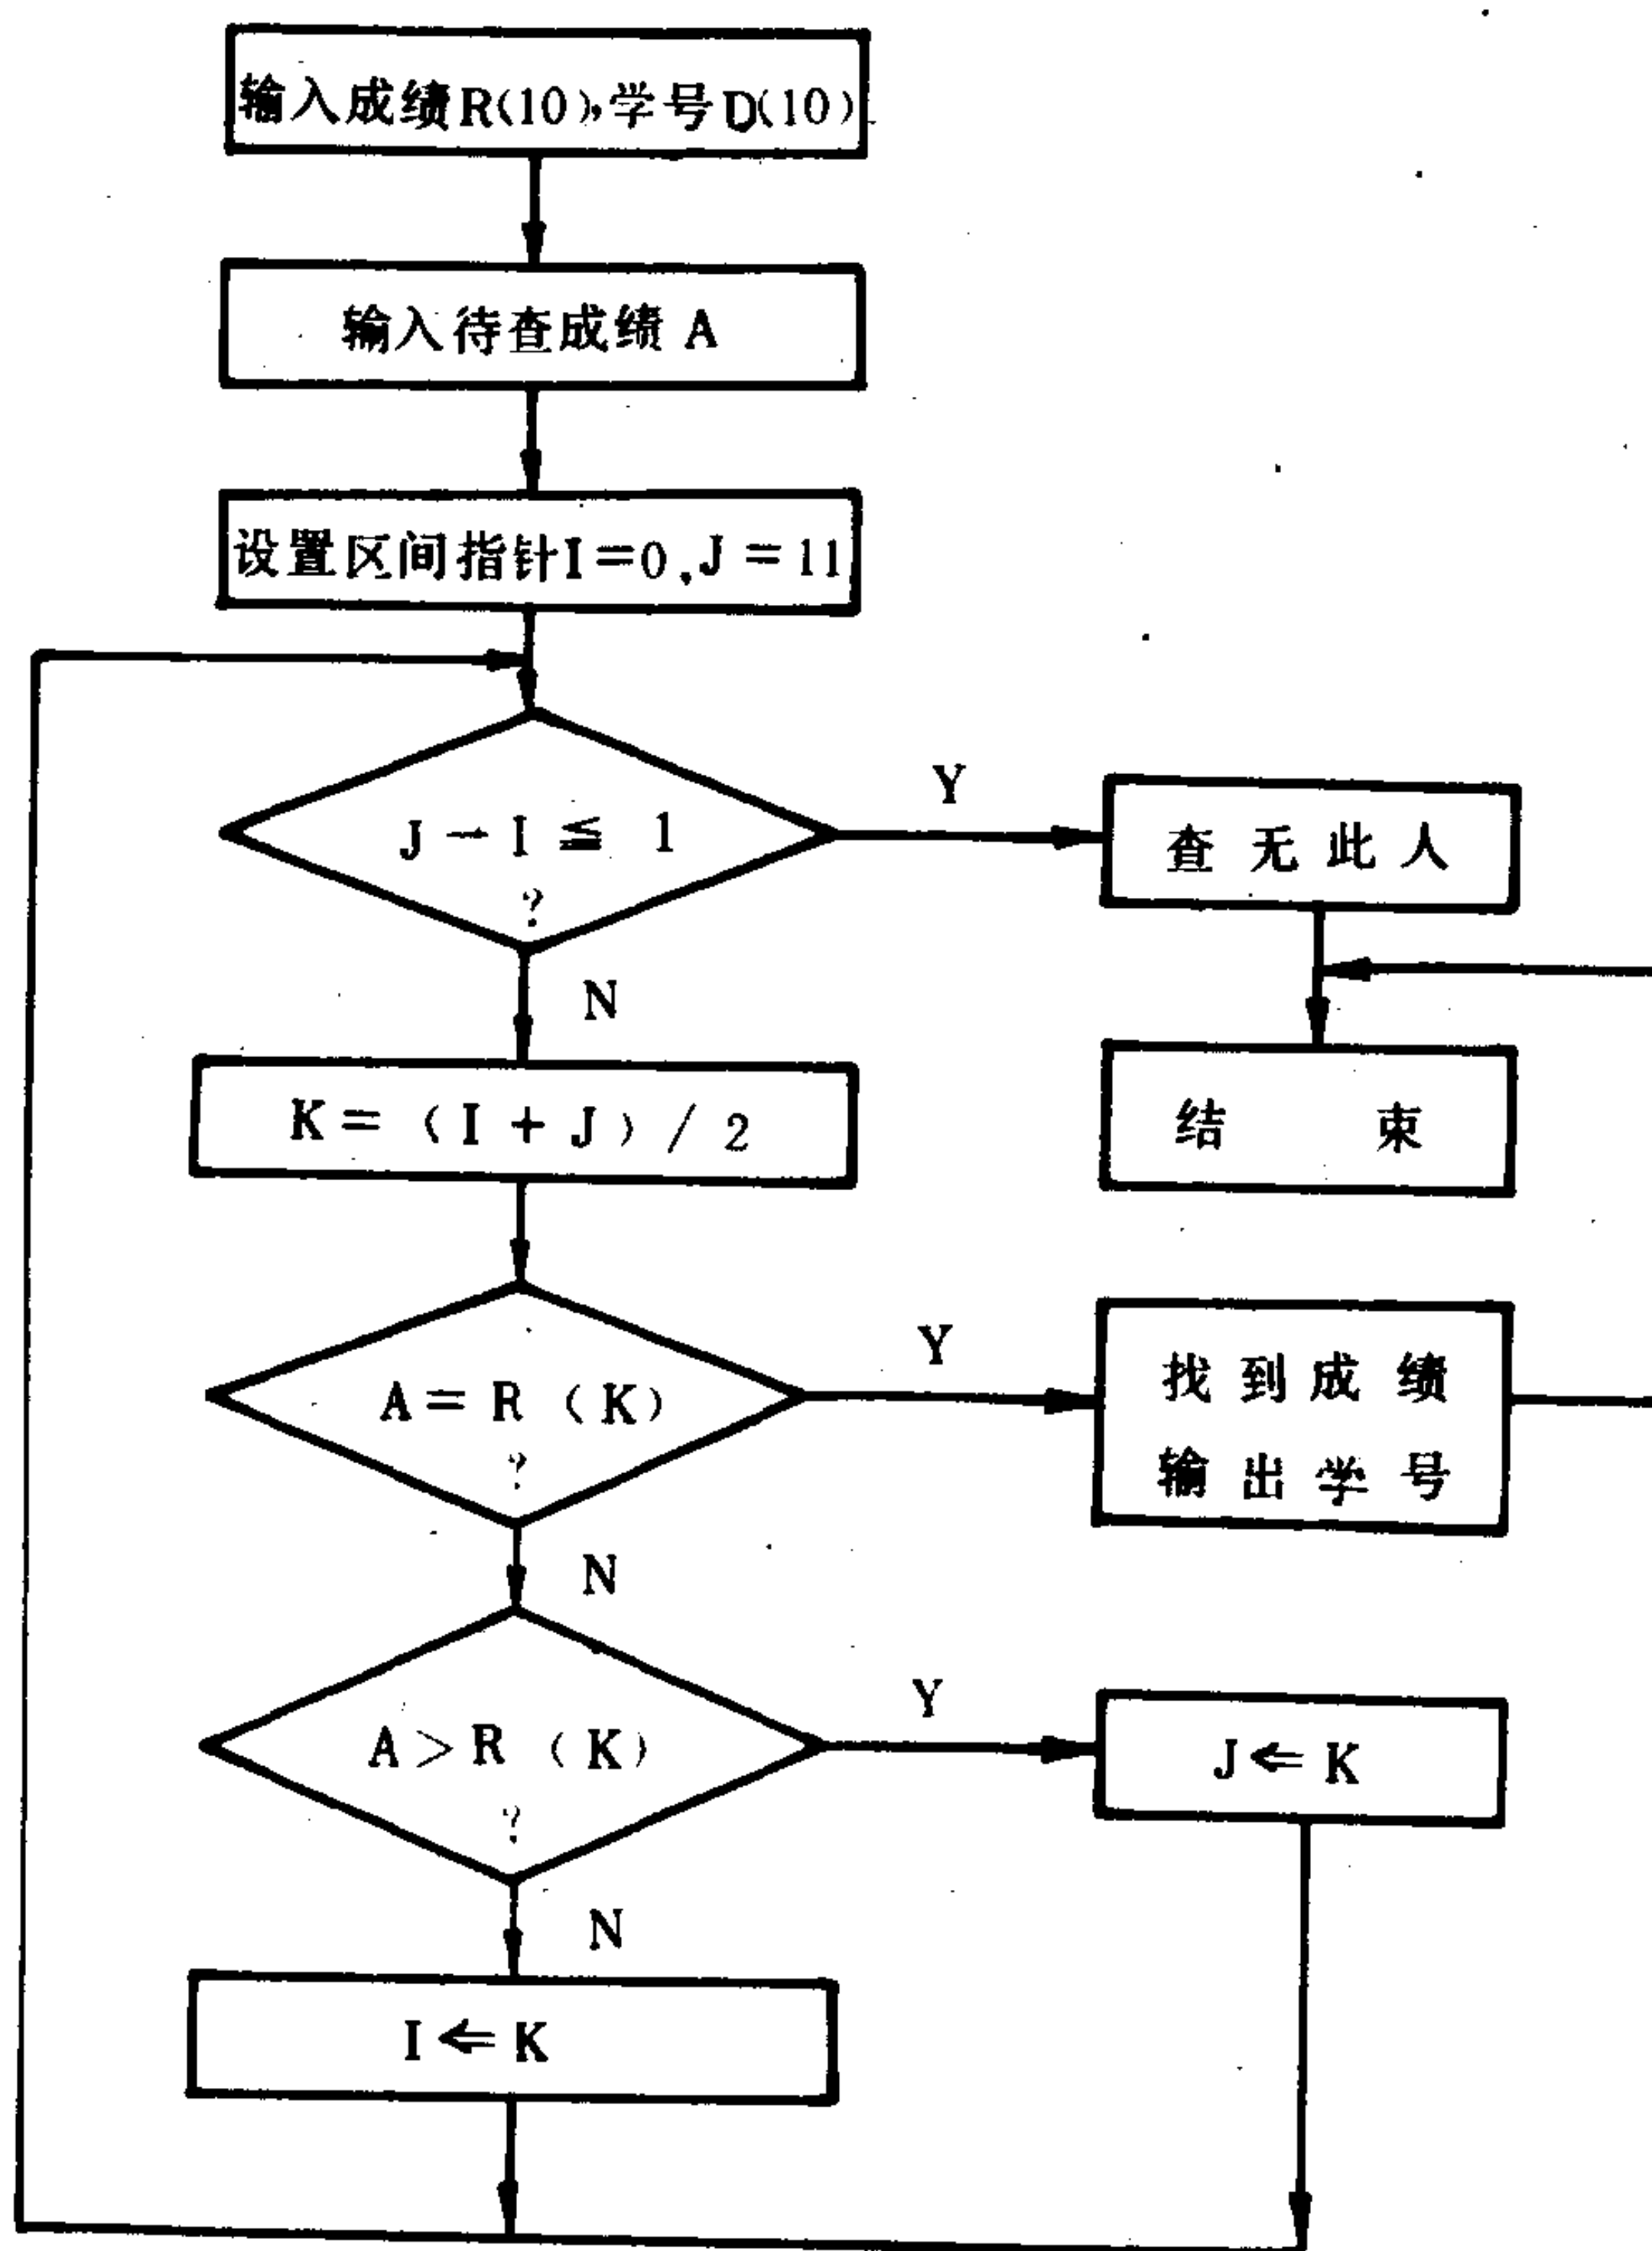 输入成绩R(10),学号D(10)
输入待查成绩 A
设置区间指针I=0.J=11
J-I≦1
?
Y
查无此人
N
结束
K=(I+J)/2
A=R(K)
?
Y
找到成绩
输出学号
N
A>R(K)
?
Y
J⇐K
N
I⇐K